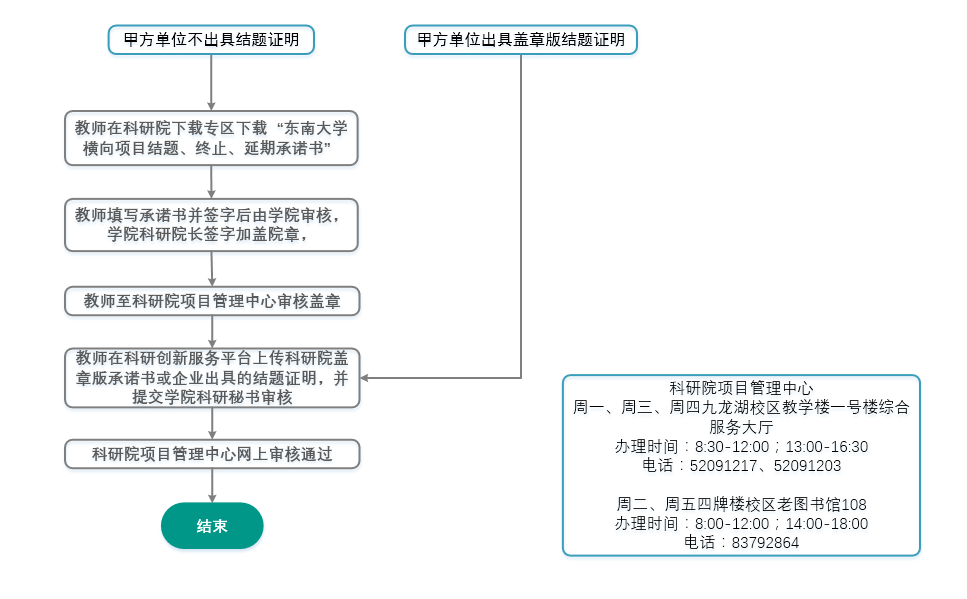 甲方单位不出具结题证明
甲方单位出具盖章版结题证明
教师在科研院下载专区下载“东南大学
横向项目结题、终止、延期承诺书”
教师填写承诺书并签字后由学院审核，
学院科研院长签字加盖院章，
教师至科研院项目管理中心审核盖章
教师在科研创新服务平台上传科研院盖
章版承诺书或企业出具的结题证明，并
提交学院科研秘书审核
科研院项目管理中心网上审核通过
结束
科研院项目管理中心
周一、周三、周四九龙湖校区教学楼一号楼综合
服务大厅
办理时间：8:30-12:00；13:00-16:30
电话：52091217、52091203
周二、周五四牌楼校区老图书馆108
办理时间：8:00-12:00；14:00-18:00
电话：83792864